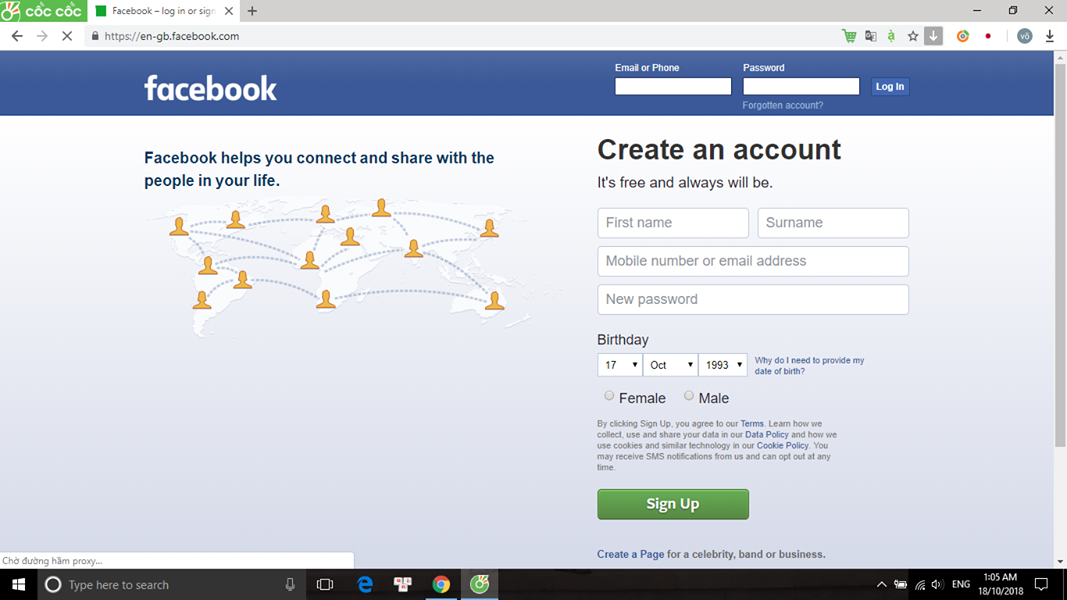 cốc cốc
Facebook – log in or sign
https://en-gb.facebook.com
võ
facebook
Email or Phone
Password
Log In
Forgotten account?
Facebook helps you connect and share with the
people in your life.
Create an account
It's free and always will be.
First name
Surname
Mobile number or email address
New password
Birthday
17
Oct
1993
Why do I need to provide my
date of birth?
Female
Male
By clicking Sign Up, you agree to our Terms. Learn how we
collect, use and share your data in our Data Policy and how we
use cookies and similar technology in our Cookie Policy. You
may receive SMS notifications from us and can opt out at any
time.
Sign Up
Create a Page for a celebrity, band or business.
Chờ đường hầm proxy...
Type here to search
ENG
1:05 AM
18/10/2018